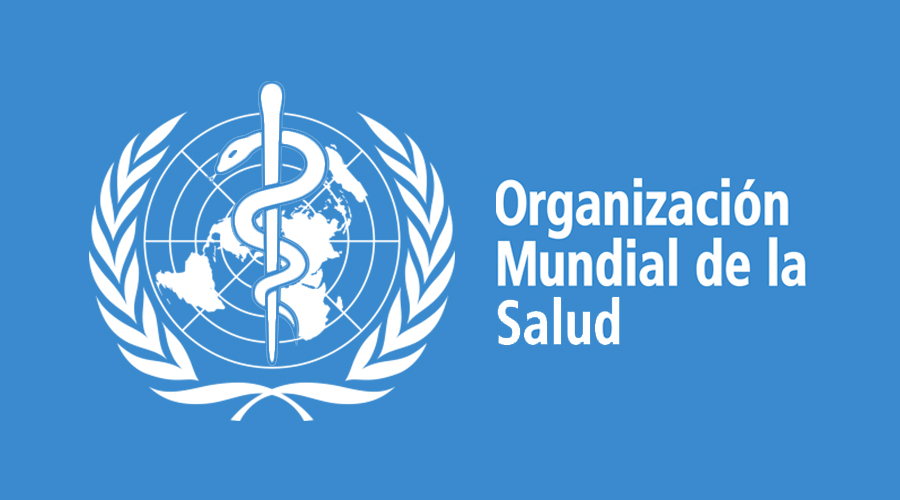 Organización
Mundial de la
Salud